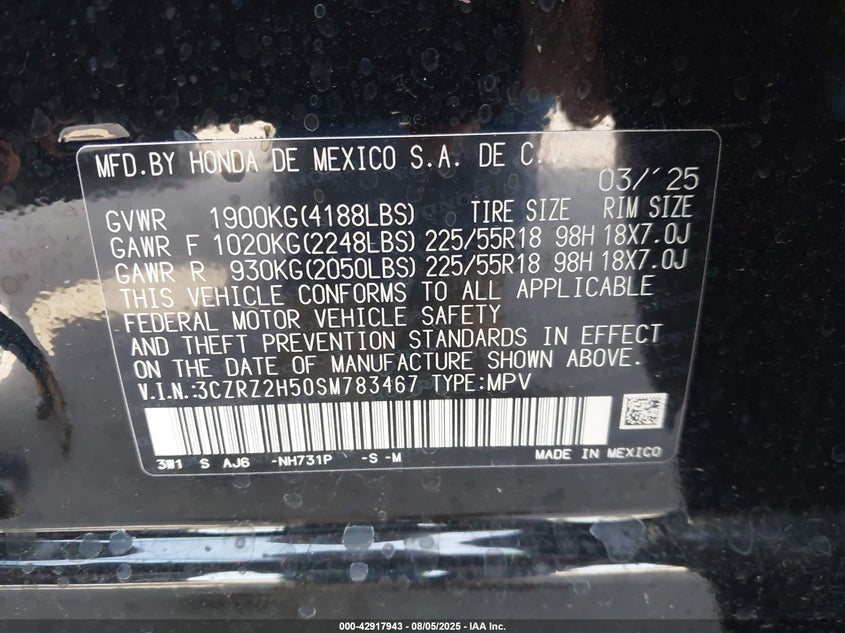 MFD.BY HONDA DE MEXICO S.A. DE C.V.
03/´25
GVWR 1900KG(4188LBS) TIRE SIZE RIM SIZE
GAWR F 1020KG(2248LBS) 225/55R18 98H 18X7.0J
GAWR R 930KG(2050LBS) 225/55R18 98H 18X7.0J
THIS VEHICLE CONFORMS TO ALL APPLICABLE
FEDERAL MOTOR VEHICLE SAFETY
AND THEFT PREVENTION STANDARDS IN EFFECT
ON THE DATE OF MANUFACTURE SHOWN ABOVE.
V.I.N.:3CZRZ2H50SM783467 TYPE:MPV
3W1 S AJ6 -NH731P -S -M MADE IN MEXICO
000-42917943 - 08/05/2025 - IAA Inc.